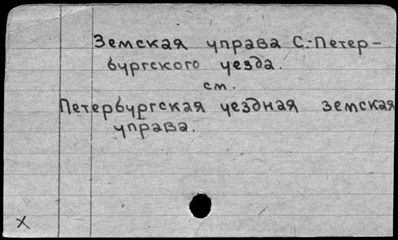 Земская управа С.-Петер-
бургского уезда.
см.
Петербургская уездная земская
управа.
x